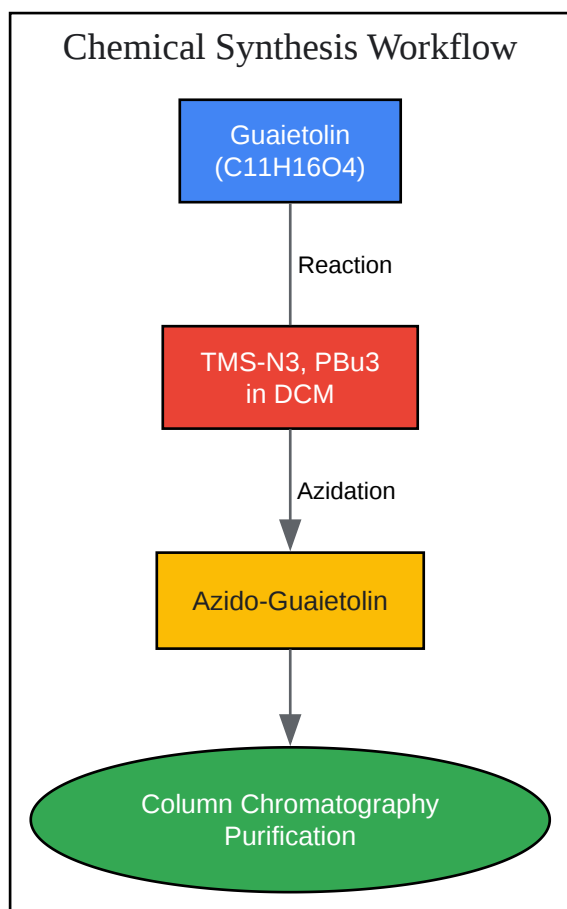 Chemical Synthesis Workflow
Guaietolin
(C11H16O4)
Reaction
TMS-N3, PBu3
in DCM
Azidation
Azido-Guaietolin
Column Chromatography
Purification